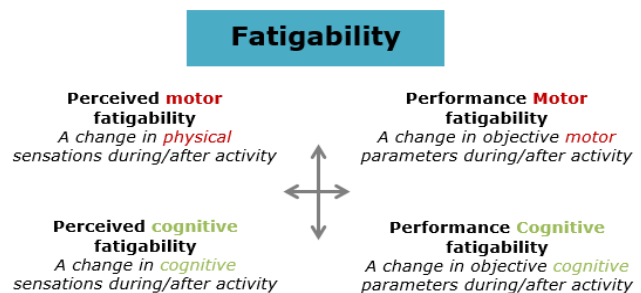 Fatigability
Perceived motor
fatigability
A change in physical
sensations during/after activity
Performance Motor
fatigability
A change in objective motor
parameters during/after activity
Perceived cognitive
fatigability
A change in cognitive
sensations during/after activity
Performance Cognitive
fatigability
A change in objective cognitive
parameters during/after activity